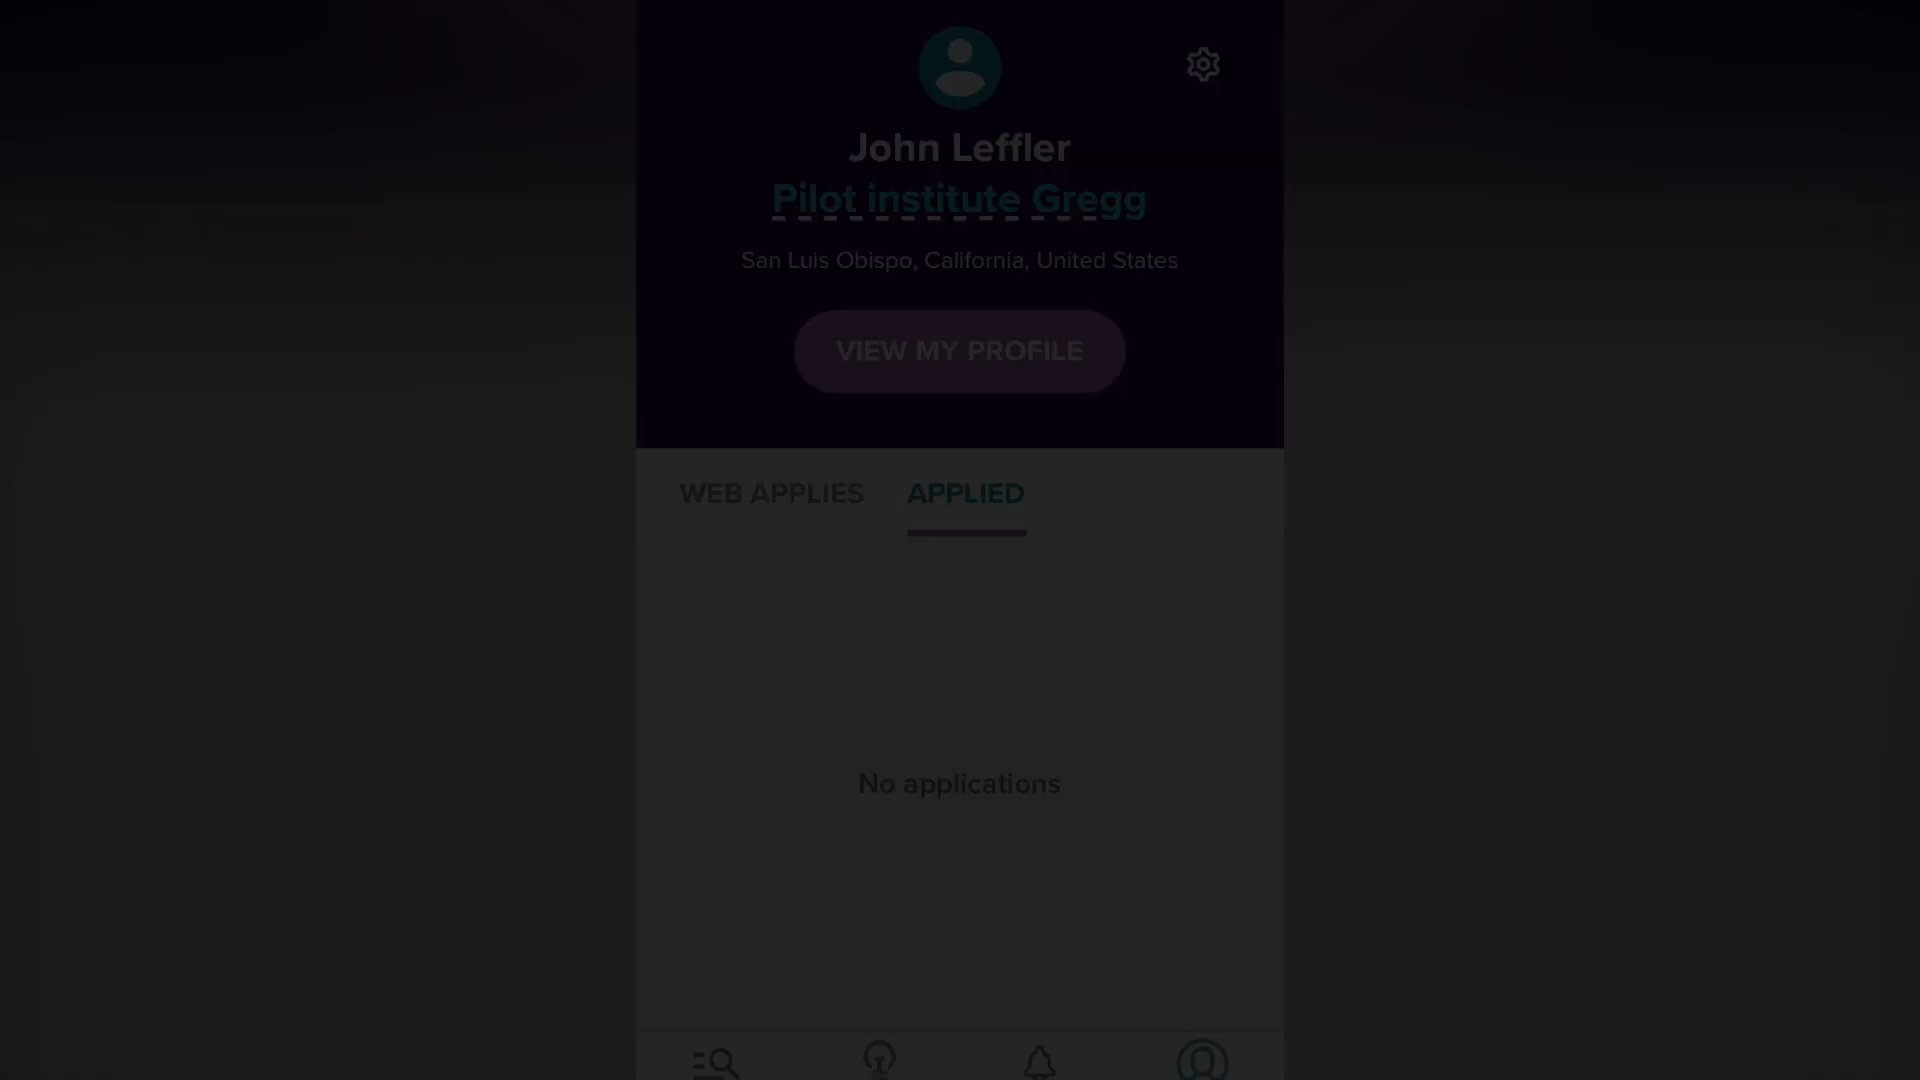 John Leffler
Pilot institute Gregg
San Luis Obispo, California, United States
VIEW MY PROFILE
WEB APPLIES APPLIED
No applications